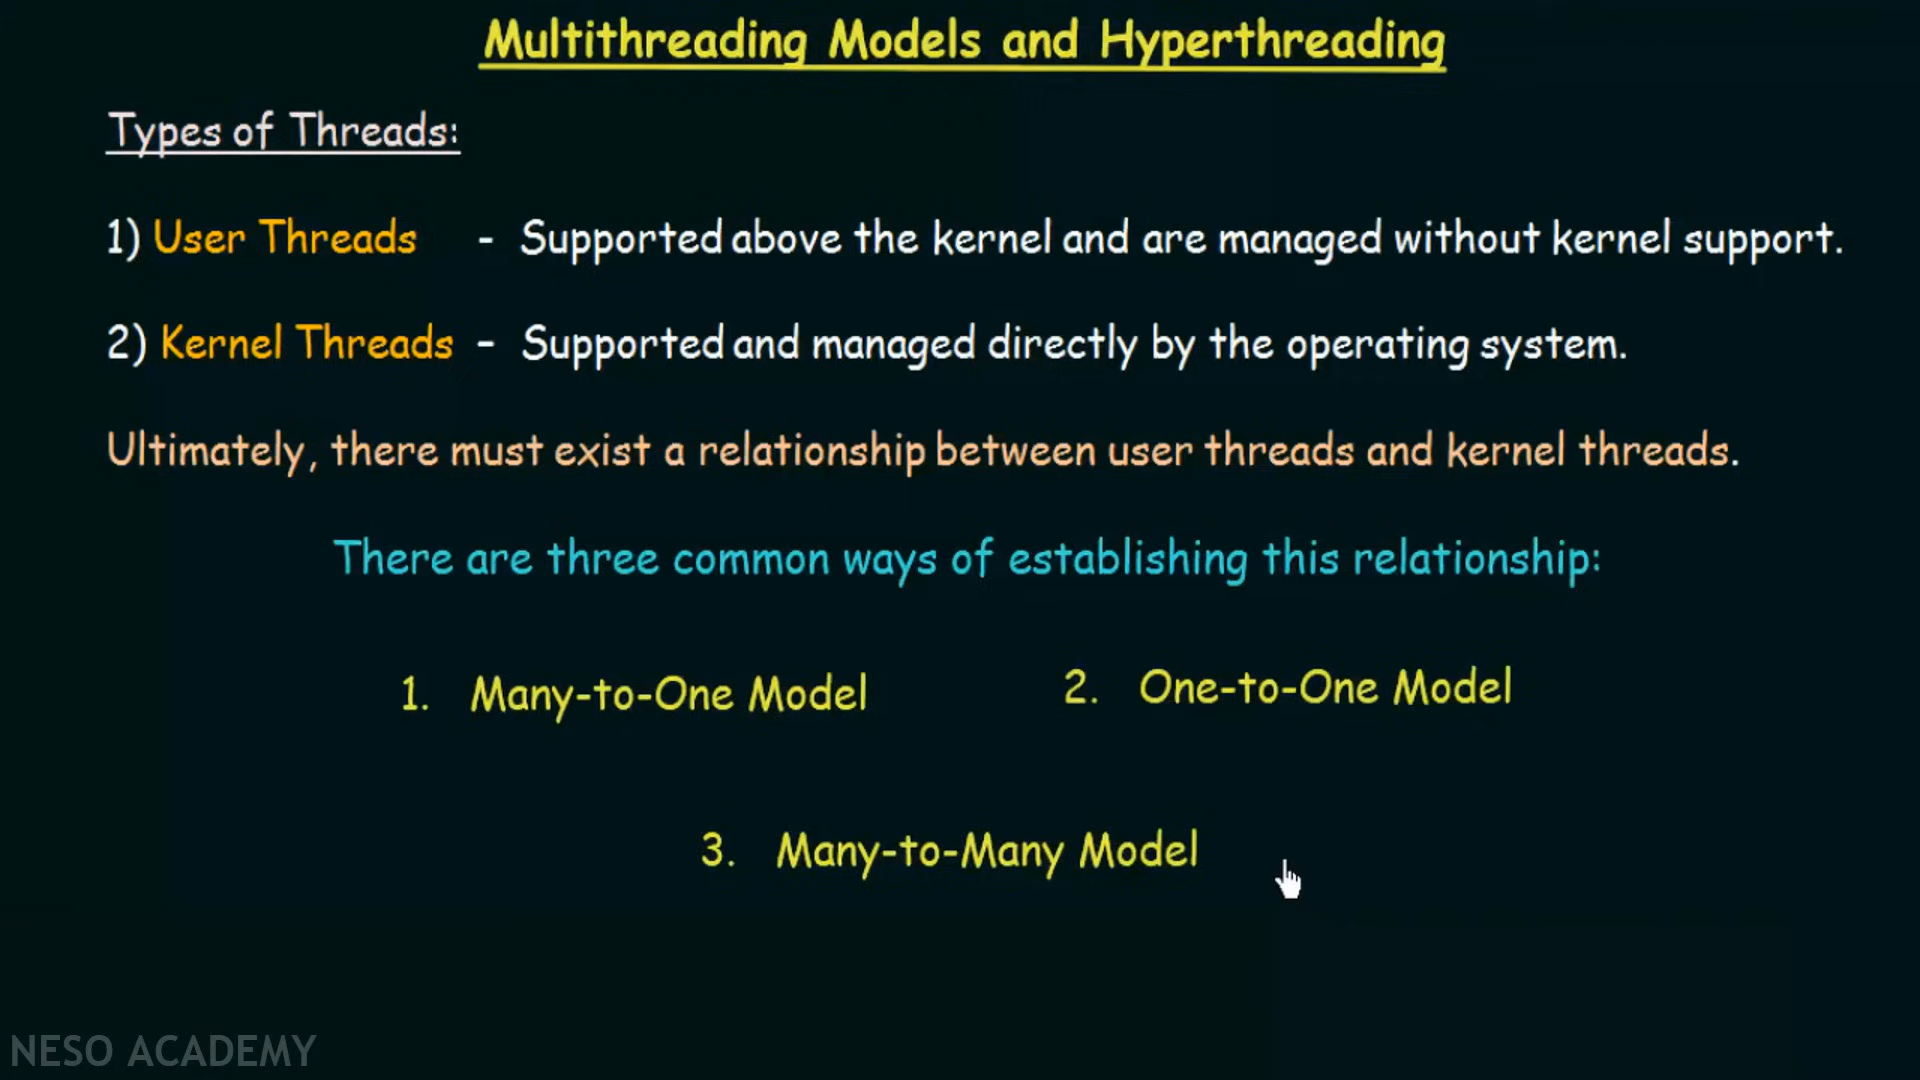 Multithreading Models and Hyperthreading
Types of Threads:
1) User Threads - Supported above the kernel and are managed without kernel support.
2) Kernel Threads - Supported and managed directly by the operating system.
Ultimately, there must exist a relationship between user threads and kernel threads.
There are three common ways of establishing this relationship:
1. Many-to-One Model
2. One-to-One Model
3. Many-to-Many Model
NESO ACADEMY